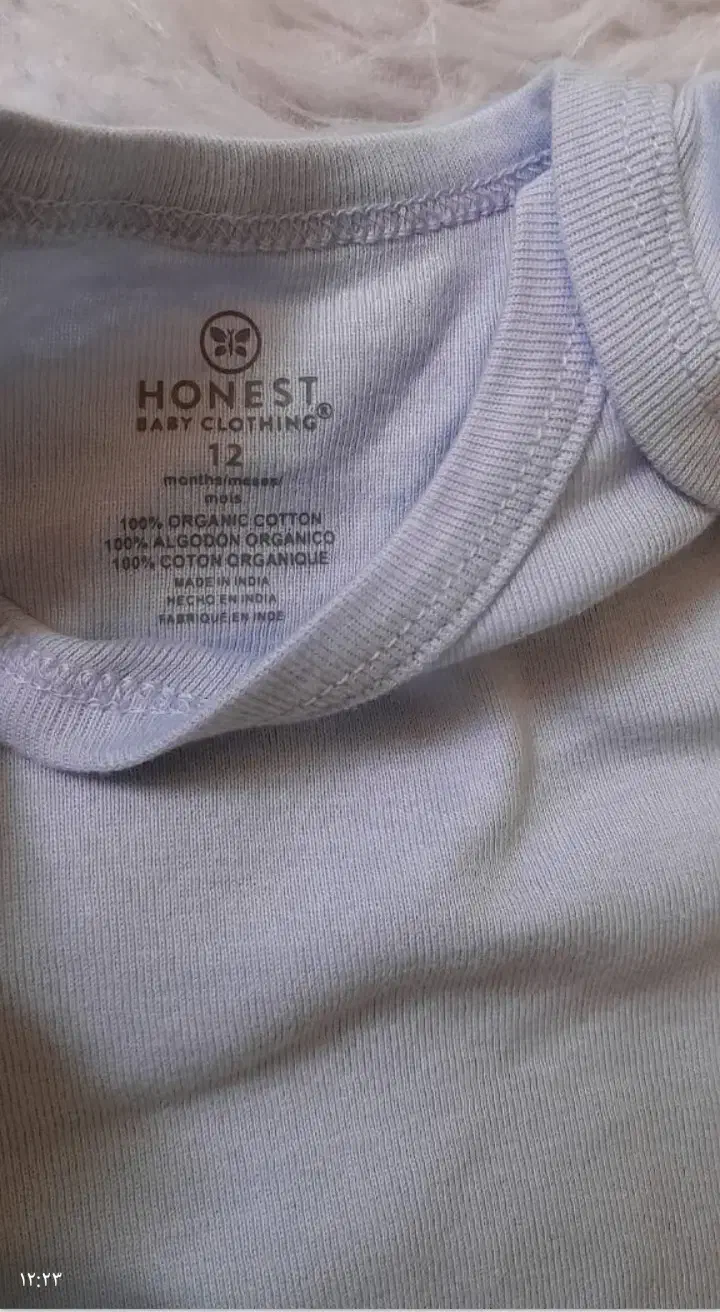 HONEST
BABY CLOTHING®
12
months/meses/
mois
100% ORGANIC COTTON
100% ALGODÓN ORGÁNICO
100% COTON ORGANIQUE
MADE IN INDIA
HECHO EN INDIA
FABRIQUÉ EN INDE
۱۲:۲۳